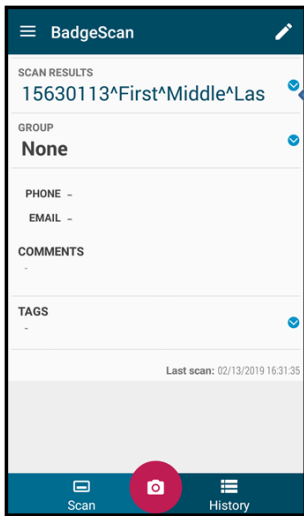 BadgeScan
SCAN RESULTS
15630113^First^Middle^Las
GROUP
None
PHONE -
EMAIL -
COMMENTS
-
TAGS
-
Last scan: 02/13/2019 16:31:35
Scan
History